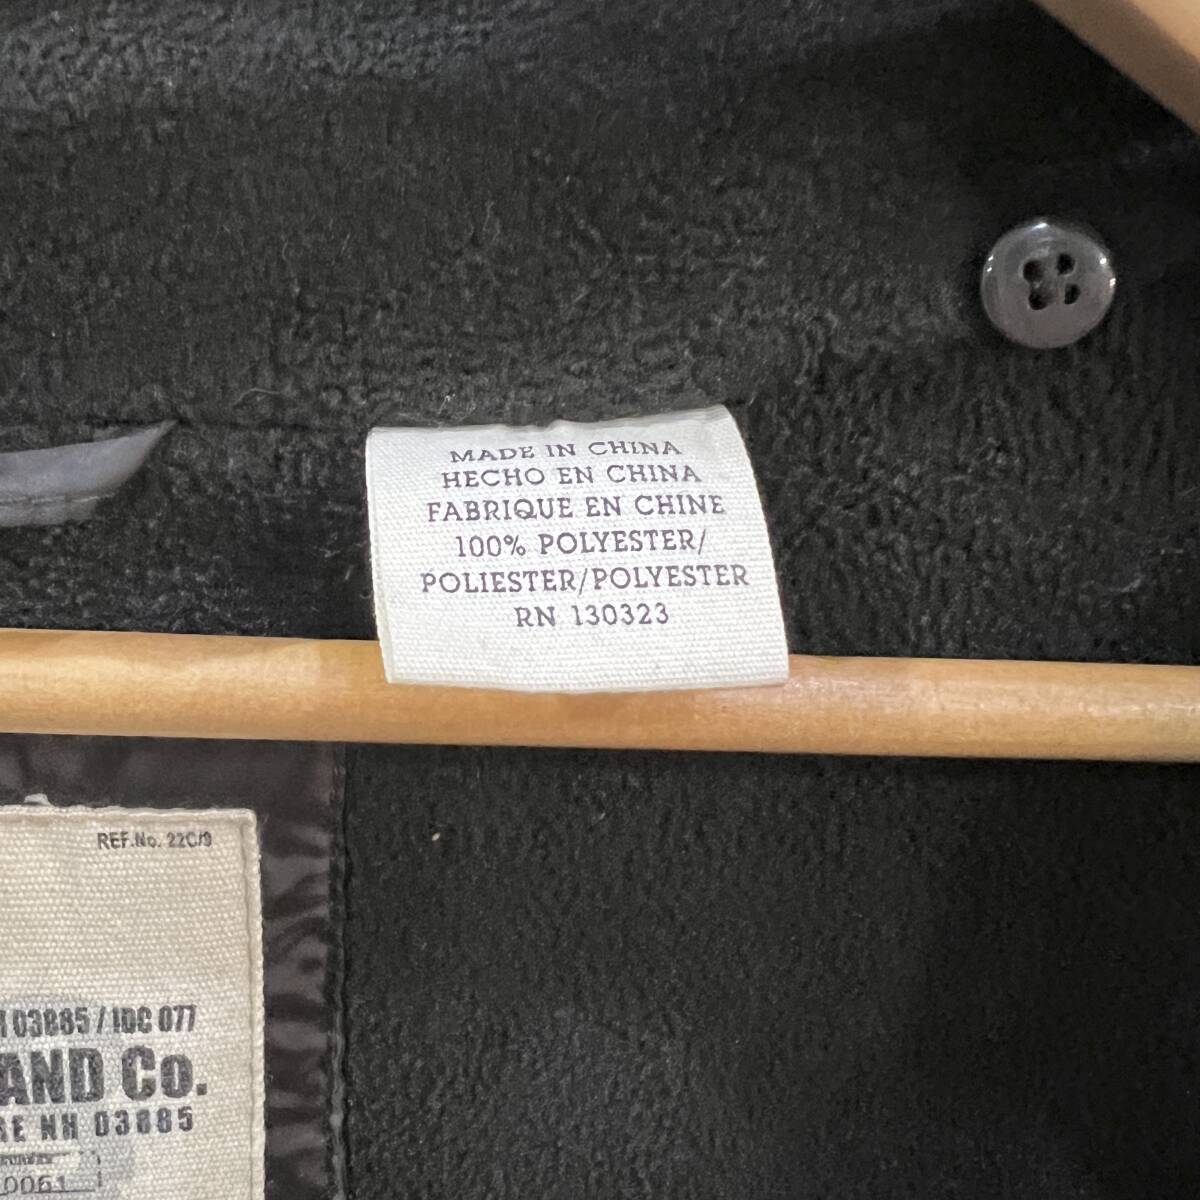 MADE IN CHINA
HECHO EN CHINA
FABRIQUE EN CHINE
100% POLYESTER/
POLIESTER/POLYESTER
RN 130323
REF.No. 22C/9
03885 / IDC 077
AND Co.
NH 03885
0061